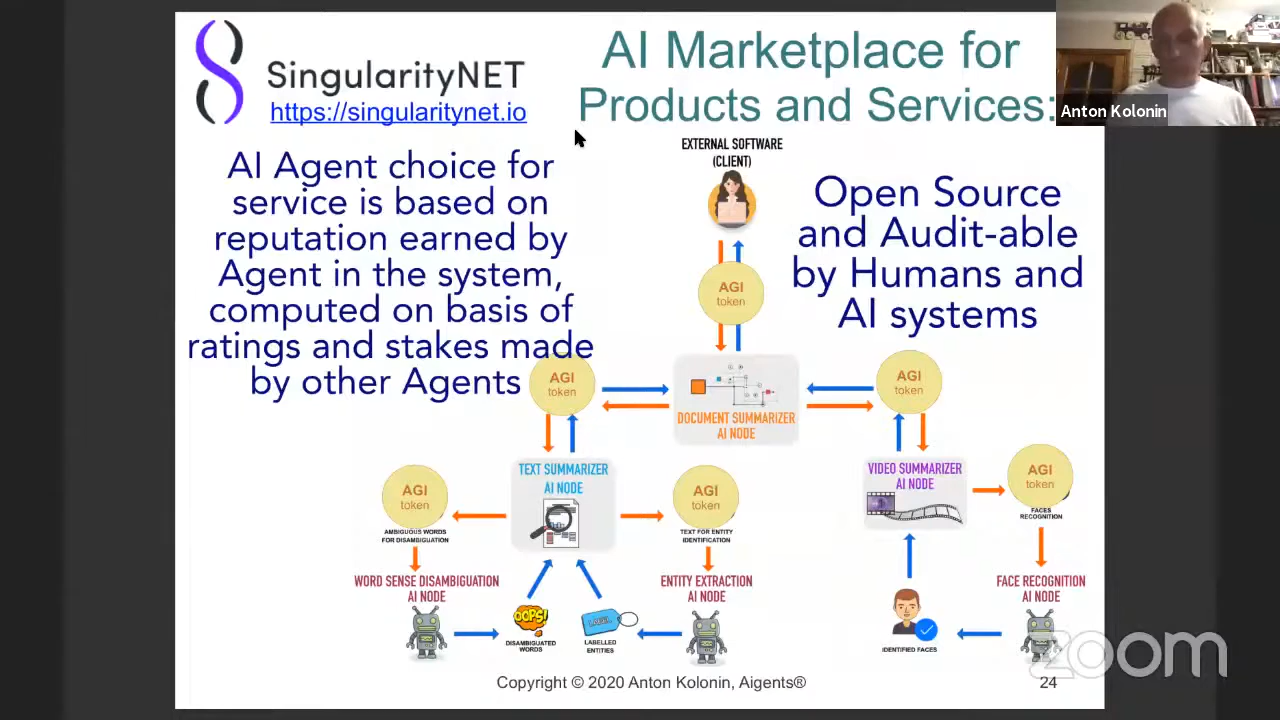 SingularityNET
https://singularitynet.io
AI Marketplace for
Products and Services:
Anton Kolonin
AI Agent choice for
service is based on
reputation earned by
Agent in the system,
computed on basis of
ratings and stakes made
by other Agents
EXTERNAL SOFTWARE
(CLIENT)
Open Source
and Audit-able
by Humans and
AI systems
AGI
token
AGI
token
DOCUMENT SUMMARIZER
AI NODE
AGI
token
TEXT SUMMARIZER
AI NODE
VIDEO SUMMARIZER
AI NODE
AGI
token
AMBIGUOUS WORDS
FOR DISAMBIGUATION
AGI
token
TEXT FOR ENTITY
IDENTIFICATION
AGI
token
FACES
RECOGNITION
WORD SENSE DISAMBIGUATION
AI NODE
ENTITY EXTRACTION
AI NODE
FACE RECOGNITION
AI NODE
OOPS!
DISAMBIGUATED
WORDS
LABEL
LABELLED
ENTITIES
IDENTIFIED FACES
zoom
Copyright © 2020 Anton Kolonin, Aigents®
24